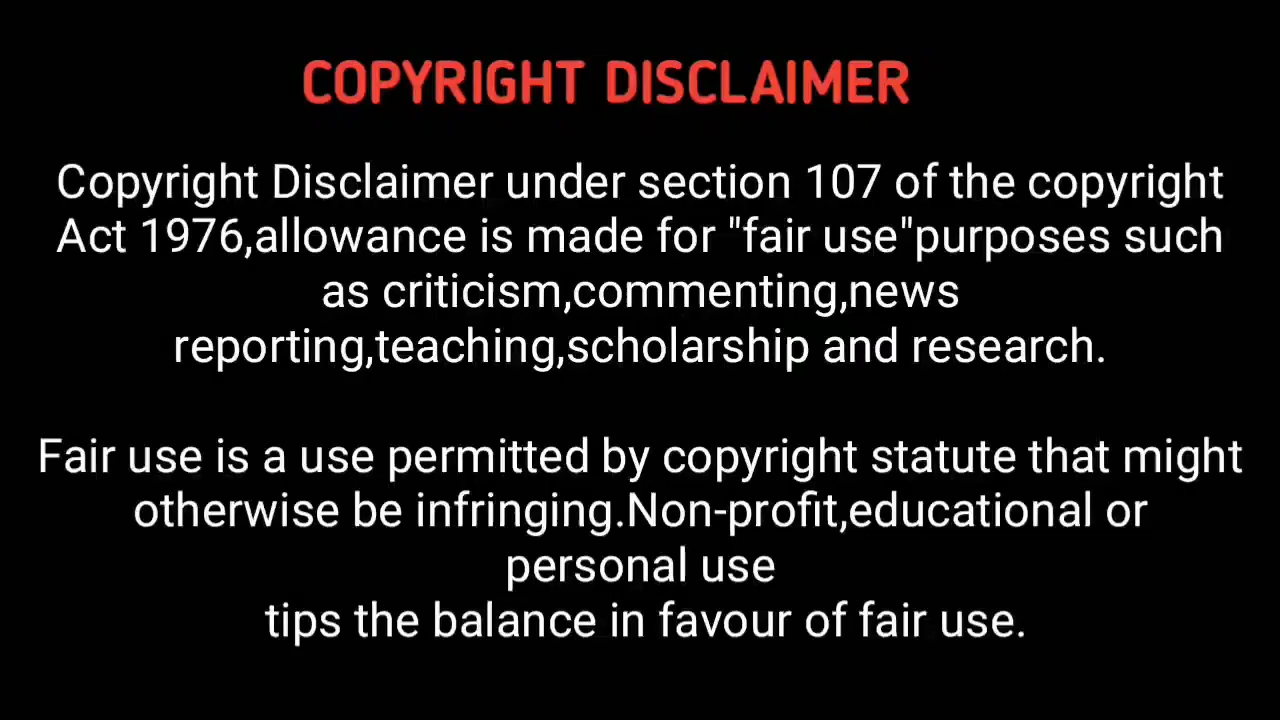 COPYRIGHT DISCLAIMER
Copyright Disclaimer under section 107 of the copyright
Act 1976,allowance is made for "fair use"purposes such
as criticism,commenting,news
reporting,teaching,scholarship and research.
Fair use is a use permitted by copyright statute that might
otherwise be infringing.Non-profit,educational or
personal use
tips the balance in favour of fair use.